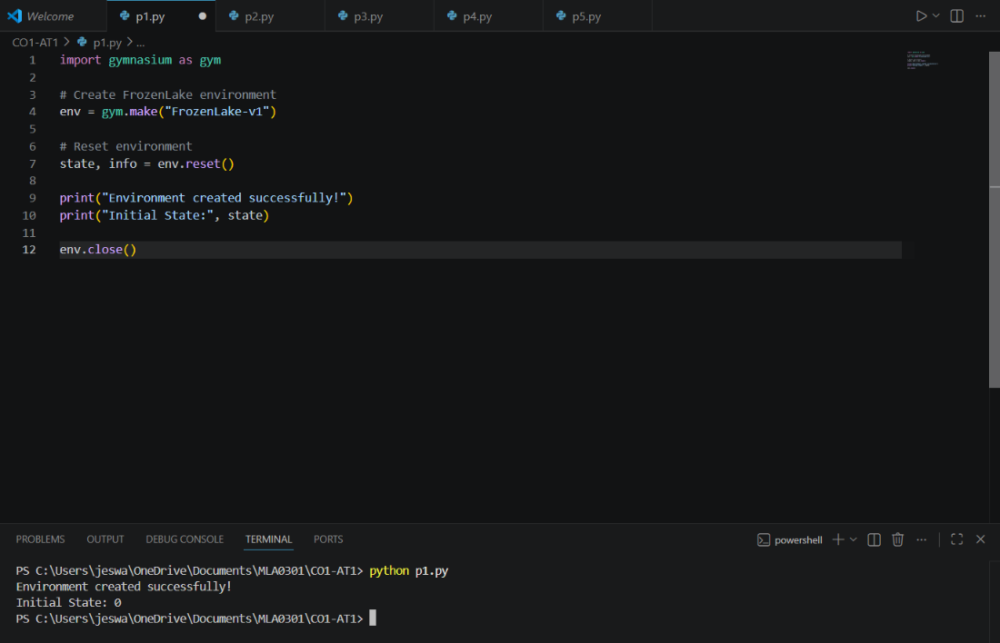 Welcome p1.py p2.py p3.py p4.py p5.py
CO1-AT1 > p1.py > ...
1 import gymnasium as gym
2
3 # Create FrozenLake environment
4 env = gym.make("FrozenLake-v1")
5
6 # Reset environment
7 state, info = env.reset()
8
9 print("Environment created successfully!")
10 print("Initial State:", state)
11
12 env.close()
PROBLEMS OUTPUT DEBUG CONSOLE TERMINAL PORTS powershell
PS C:\Users\jeswa\OneDrive\Documents\MLA0301\CO1-AT1> python p1.py
Environment created successfully!
Initial State: 0
PS C:\Users\jeswa\OneDrive\Documents\MLA0301\CO1-AT1>